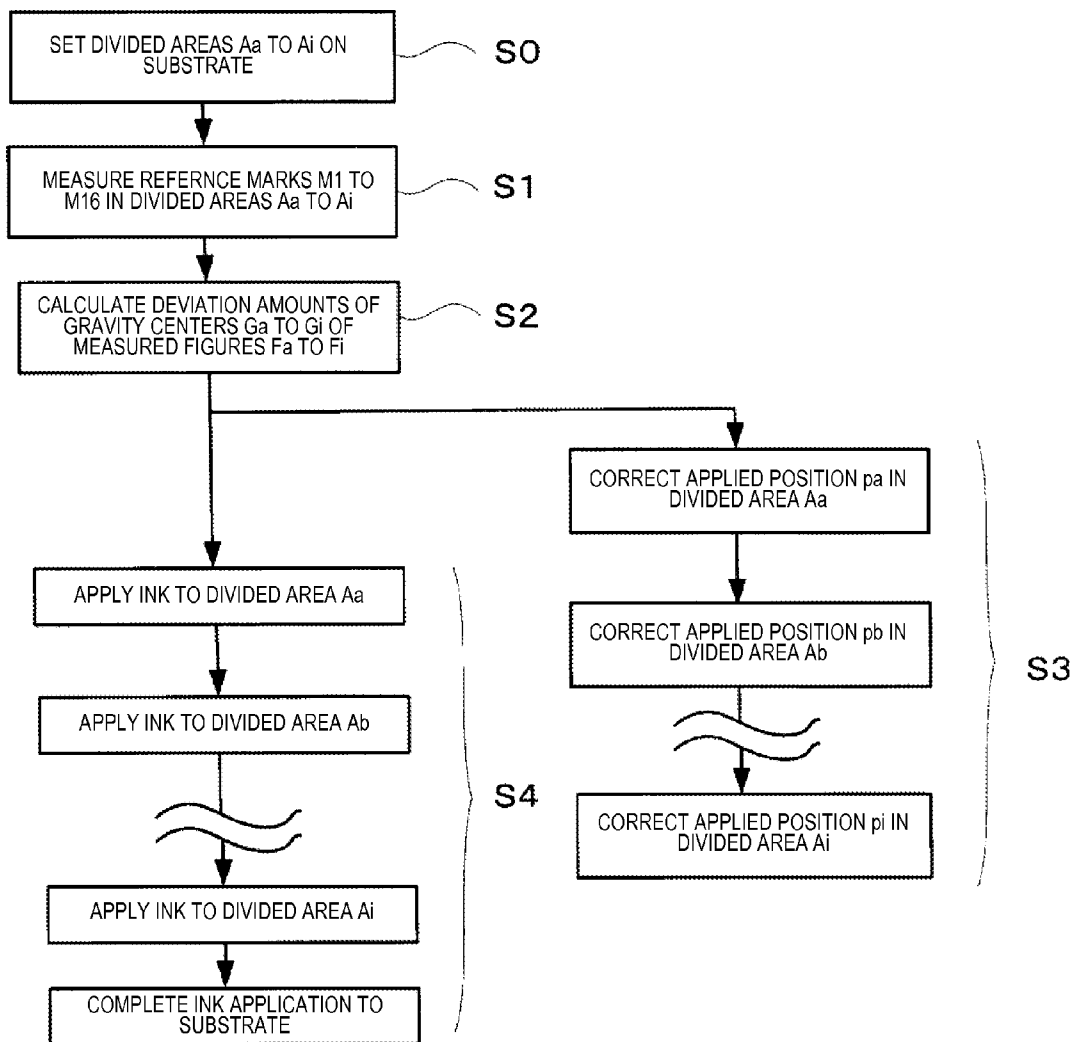 SET DIVIDED AREAS Aa TO Ai ON
SUBSTRATE
S0
MEASURE REFERNCE MARKS M1 TO
M16 IN DIVIDED AREAS Aa TO Ai
S1
CALCULATE DEVIATION AMOUNTS OF
GRAVITY CENTERS Ga TO Gi OF
MEASURED FIGURES Fa TO Fi
S2
CORRECT APPLIED POSITION pa IN
DIVIDED AREA Aa
CORRECT APPLIED POSITION pb IN
DIVIDED AREA Ab
CORRECT APPLIED POSITION pi IN
DIVIDED AREA Ai
S3
APPLY INK TO DIVIDED AREA Aa
APPLY INK TO DIVIDED AREA Ab
APPLY INK TO DIVIDED AREA Ai
COMPLETE INK APPLICATION TO
SUBSTRATE
S4